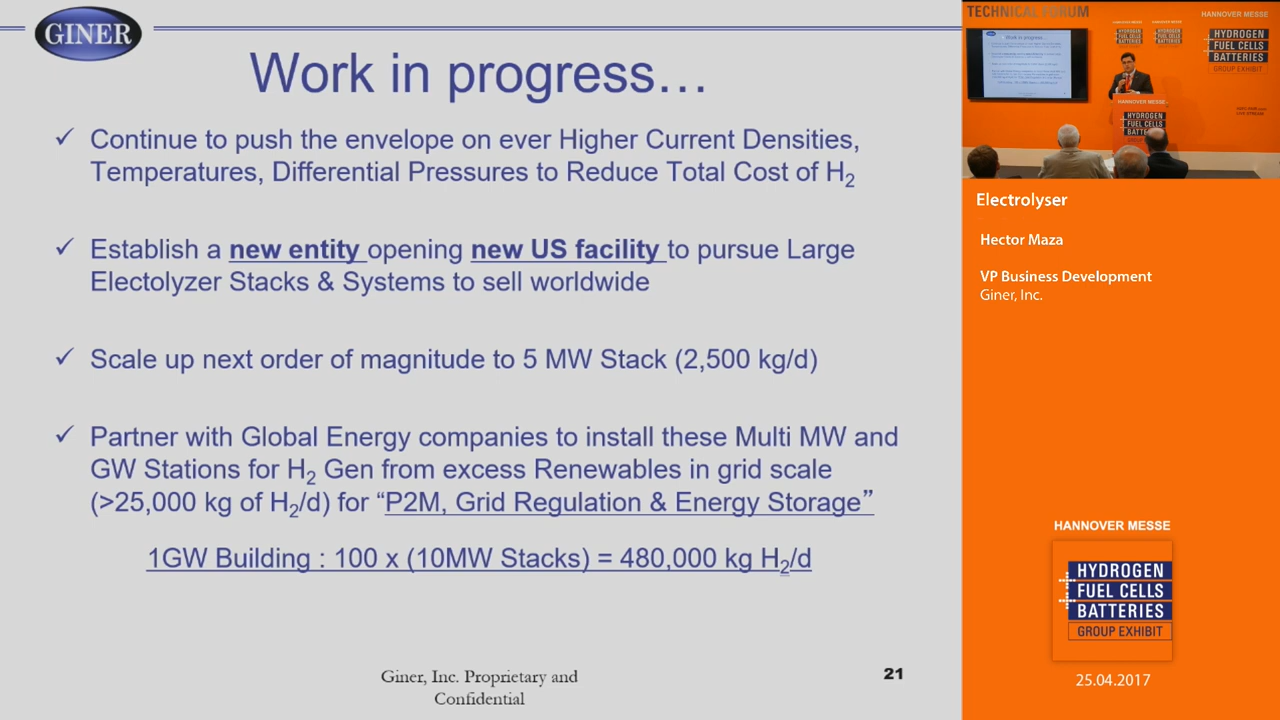 GINER
Work in progress…
✓ Continue to push the envelope on ever Higher Current Densities,
Temperatures, Differential Pressures to Reduce Total Cost of H₂
✓ Establish a new entity opening new US facility to pursue Large
Electolyzer Stacks & Systems to sell worldwide
✓ Scale up next order of magnitude to 5 MW Stack (2,500 kg/d)
✓ Partner with Global Energy companies to install these Multi MW and
GW Stations for H₂ Gen from excess Renewables in grid scale
(>25,000 kg of H₂/d) for “P2M, Grid Regulation & Energy Storage”
1GW Building : 100 x (10MW Stacks) = 480,000 kg H₂/d
Giner, Inc. Proprietary and
Confidential
21
TECHNICAL FORUM
HANNOVER MESSE
HYDROGEN
FUEL CELLS
BATTERIES
GROUP EXHIBIT
HANNOVER MESSE
HYDROGEN
FUEL CELLS
Electrolyser
Hector Maza
VP Business Development
Giner, Inc.
HANNOVER MESSE
HYDROGEN
FUEL CELLS
BATTERIES
GROUP EXHIBIT
25.04.2017